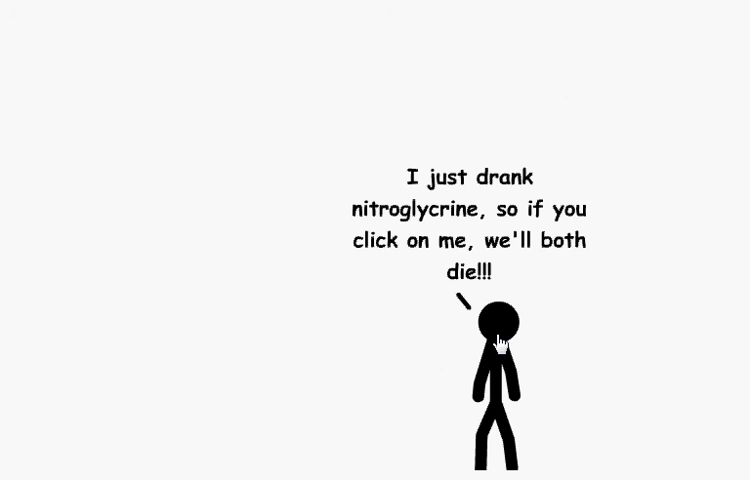 I just drank
nitroglycrine, so if you
click on me, we'll both
die!!!